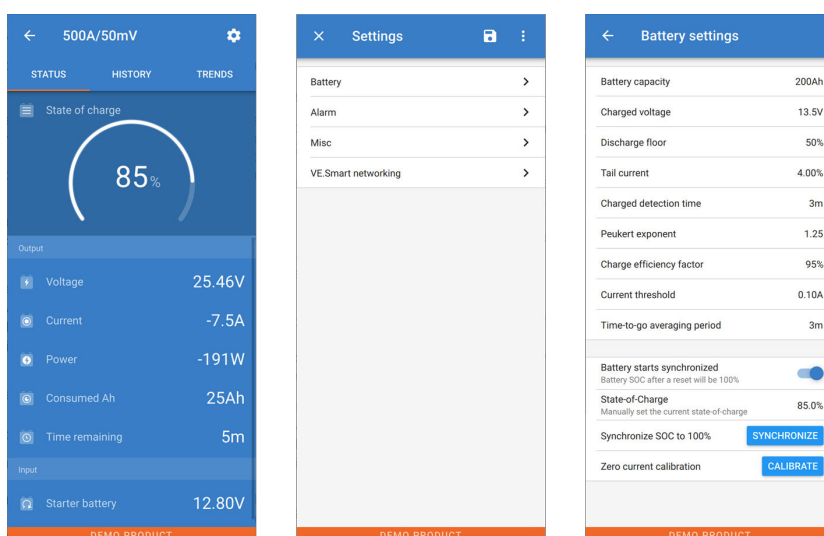 500A/50mV
STATUS HISTORY TRENDS
State of charge
85%
Output
Voltage 25.46V
Current -7.5A
Power -191W
Consumed Ah 25Ah
Time remaining 5m
Input
Starter battery 12.80V
DEMO PRODUCT
Settings
Battery
Alarm
Misc
VE.Smart networking
DEMO PRODUCT
Battery settings
Battery capacity 200Ah
Charged voltage 13.5V
Discharge floor 50%
Tail current 4.00%
Charged detection time 3m
Peukert exponent 1.25
Charge efficiency factor 95%
Current threshold 0.10A
Time-to-go averaging period 3m
Battery starts synchronized
Battery SOC after a reset will be 100%
State-of-Charge 85.0%
Manually set the current state-of-charge
Synchronize SOC to 100% SYNCHRONIZE
Zero current calibration CALIBRATE
DEMO PRODUCT